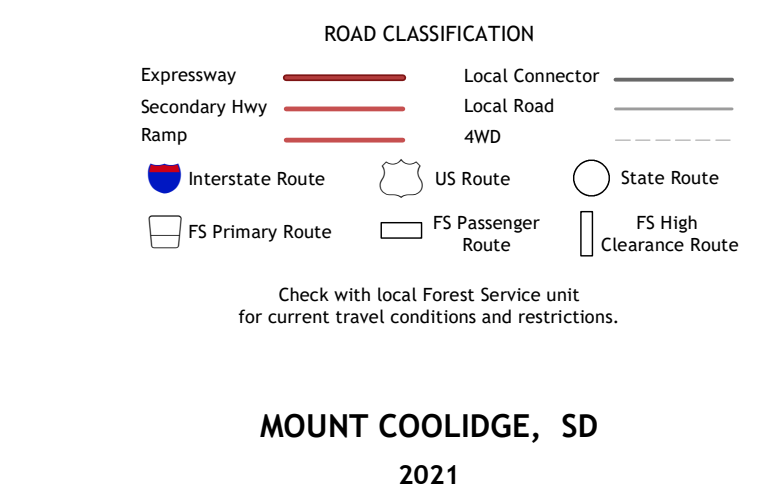 ROAD CLASSIFICATION
Expressway
Local Connector
Secondary Hwy
Local Road
Ramp
4WD
Interstate Route
US Route
State Route
FS Primary Route
FS Passenger
Route
FS High
Clearance Route
Check with local Forest Service unit
for current travel conditions and restrictions.
MOUNT COOLIDGE, SD
2021